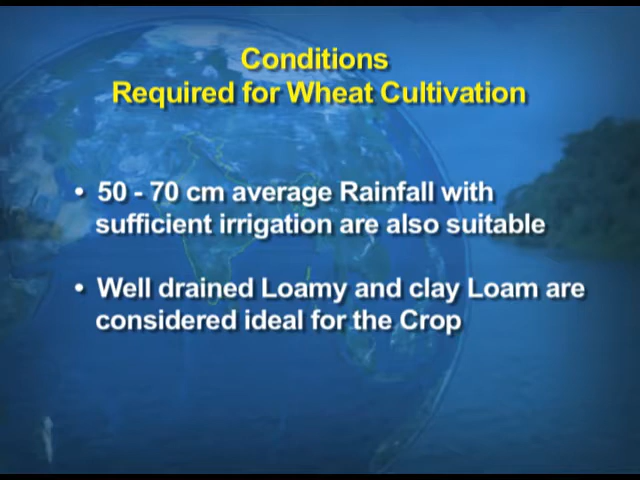 Conditions
Required for Wheat Cultivation
• 50 - 70 cm average Rainfall with
sufficient irrigation are also suitable
• Well drained Loamy and clay Loam are
considered ideal for the Crop